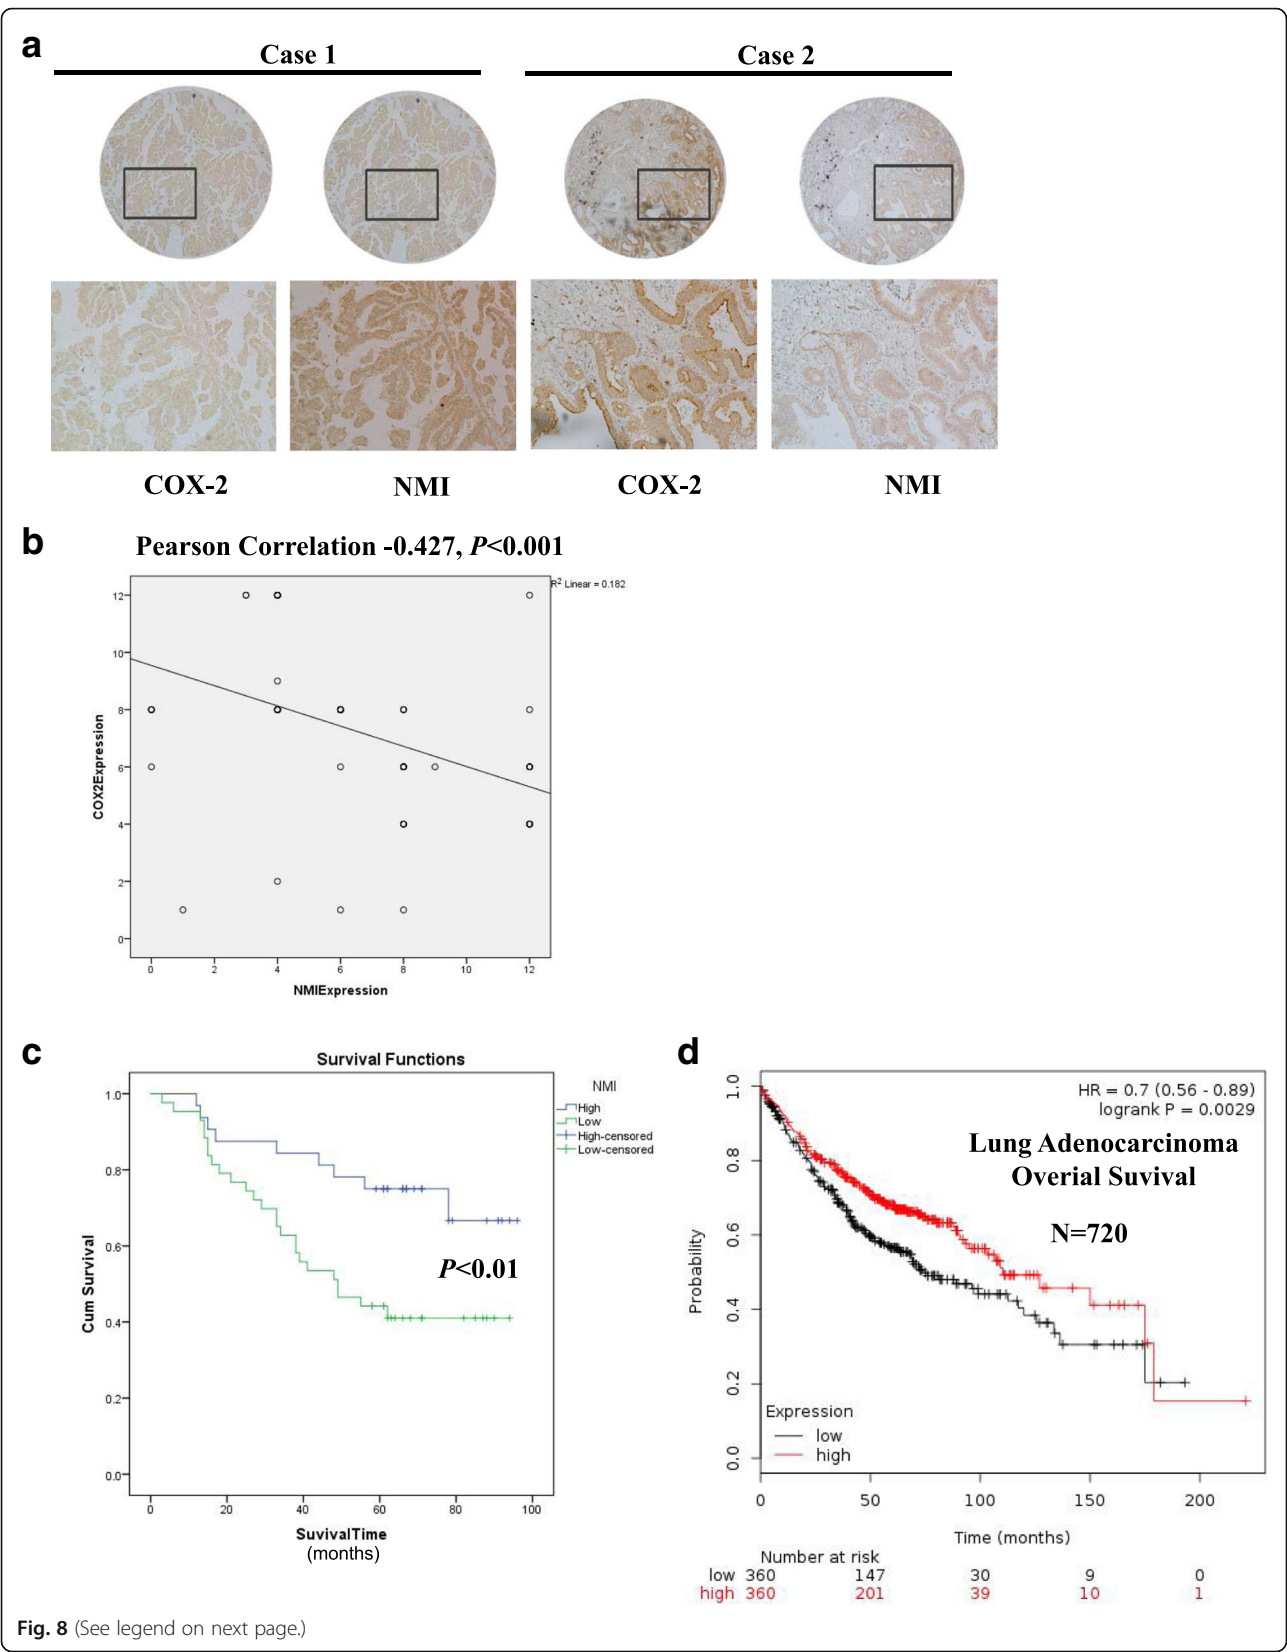 a
Case 1
Case 2
COX-2
NMI
COX-2
NMI
b
Pearson Correlation -0.427, P<0.001
R2 Linear = 0.182
12
10
8
6
4
2
0
COX2Expression
0 2 4 6 8 10 12
NMIExpression
c
Survival Functions
NMI
High
Low
High-censored
Low-censored
1.0
0.8
0.6
0.4
0.2
0.0
Cum Survival
P<0.01
0 20 40 60 80 100
SuvivalTime
(months)
d
HR = 0.7 (0.56 - 0.89)
logrank P = 0.0029
Lung Adenocarcinoma
Overial Suvival
N=720
1.0
0.8
0.6
0.4
0.2
0.0
Probability
Expression
low
high
0 50 100 150 200
Time (months)
Number at risk
low 360 147 30 9 0
high 360 201 39 10 1
Fig. 8 (See legend on next page.)